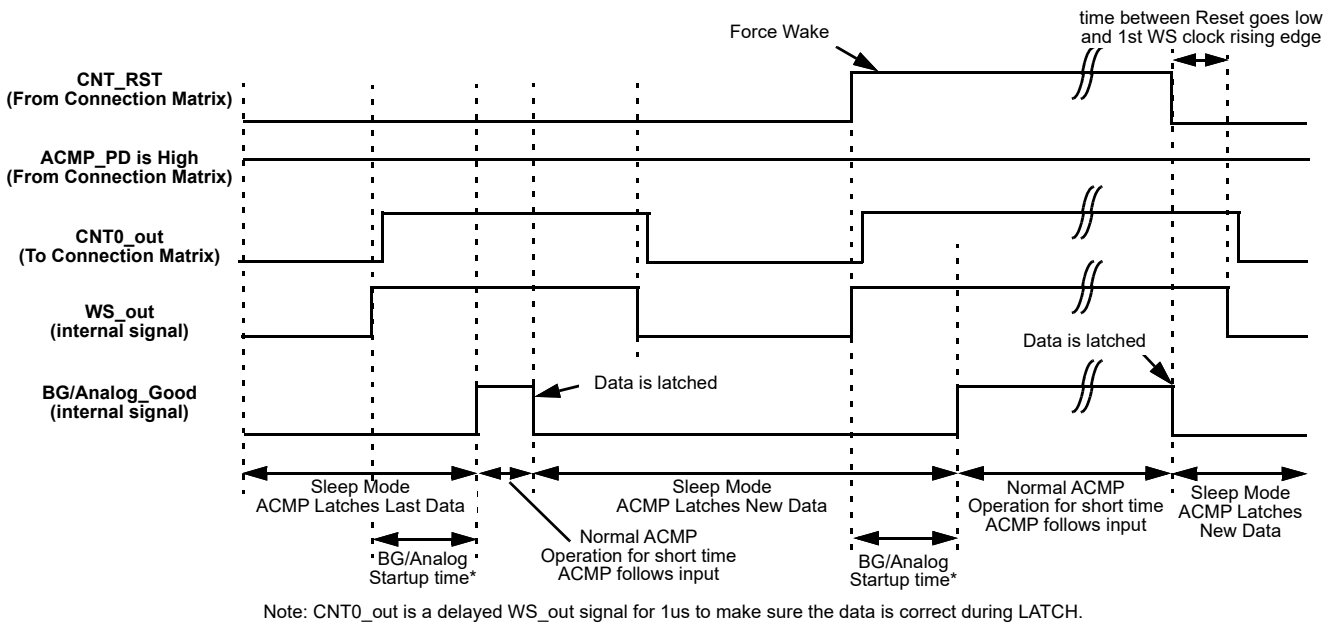 time between Reset goes low
and 1st WS clock rising edge
Force Wake
CNT_RST
(From Connection Matrix)
ACMP_PD is High
(From Connection Matrix)
CNT0_out
(To Connection Matrix)
WS_out
(internal signal)
Data is latched
BG/Analog_Good
(internal signal)
Data is latched
Sleep Mode
ACMP Latches Last Data
Sleep Mode
ACMP Latches New Data
Normal ACMP
Operation for short time
ACMP follows input
Sleep Mode
ACMP Latches
New Data
BG/Analog
Startup time*
Normal ACMP
Operation for short time
ACMP follows input
BG/Analog
Startup time*
Note: CNT0_out is a delayed WS_out signal for 1us to make sure the data is correct during LATCH.